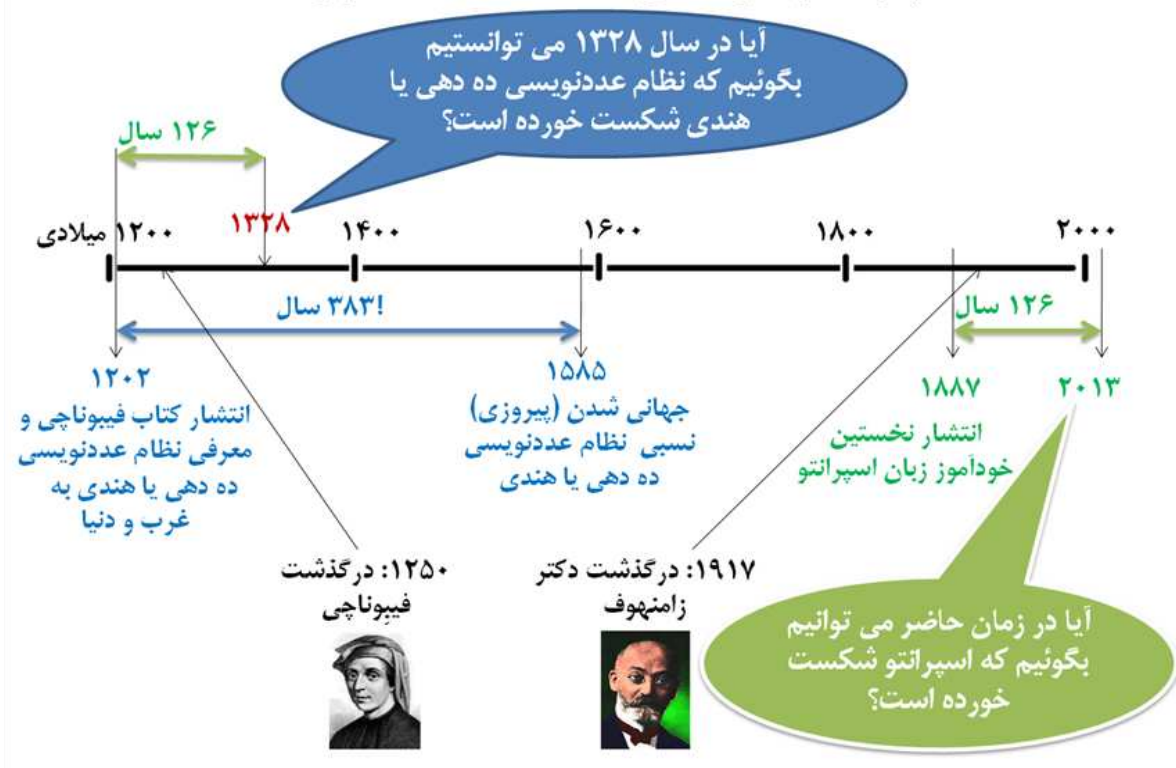 آیا در سال ۱۳۲۸ می توانستیم
بگوئیم که نظام عددنویسی ده دهی یا
هندی شکست خورده است؟
۱۲۶ سال
میلادی ۱۲۰۰
۱۳۲۸
۱۴۰۰
۱۶۰۰
۱۸۰۰
۲۰۰۰
۳۸۳! سال
۱۲۶ سال
۱۲۰۲
انتشار کتاب فیبوناچی و
معرفی نظام عددنویسی
ده دهی یا هندی به
غرب و دنیا
۱۵۸۵
جهانی شدن (پیروزی)
نسبی نظام عددنویسی
ده دهی یا هندی
۱۸۸۷
انتشار نخستین
خودآموز زبان اسپرانتو
۲۰۱۳
۱۲۵۰: درگذشت
فیبوناچی
۱۹۱۷: درگذشت دکتر
زامنهوف
آیا در زمان حاضر می توانیم
بگوئیم که اسپرانتو شکست
خورده است؟